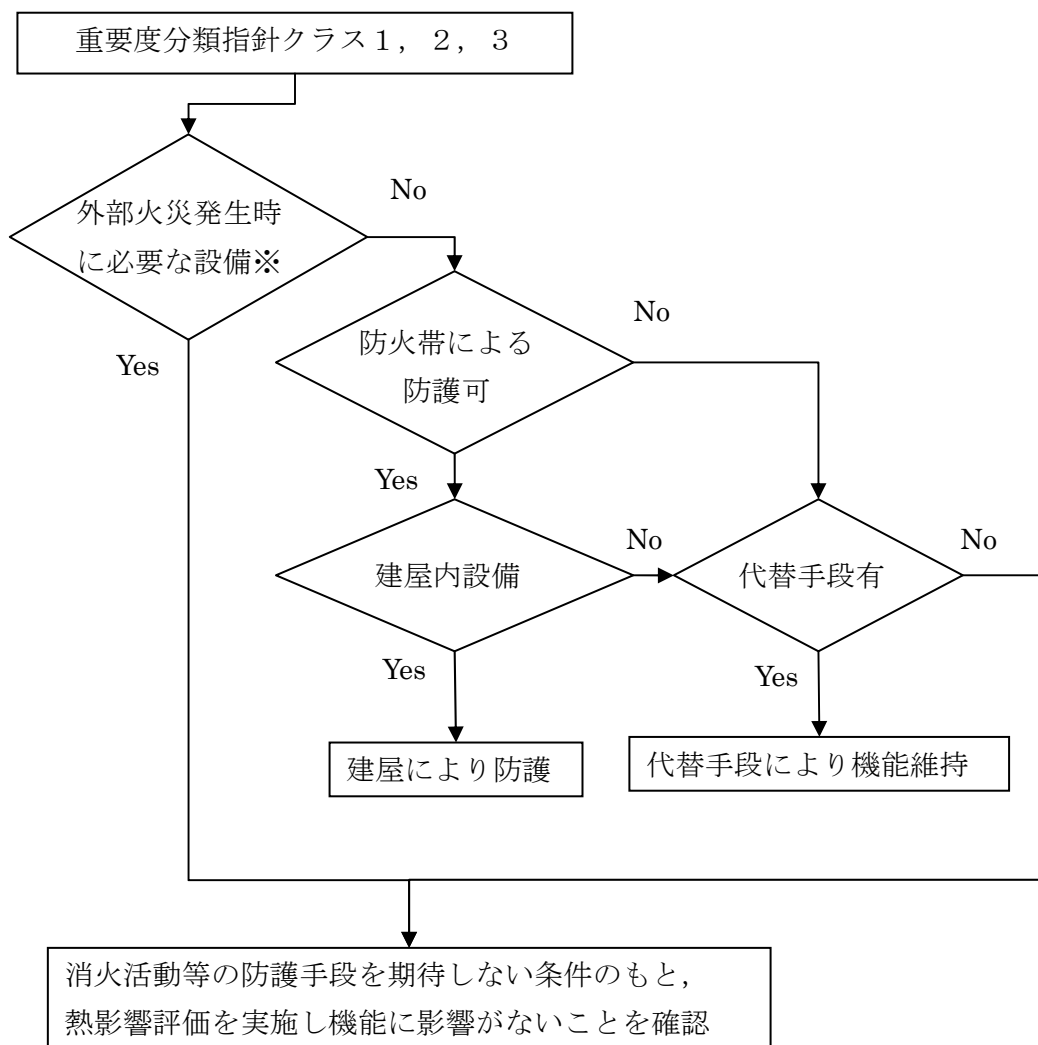 重要度分類指針クラス１，２，３
No
外部火災発生時
に必要な設備※
Yes
No
防火帯による
防護可
Yes
No
No
建屋内設備
代替手段有
Yes
Yes
建屋により防護
代替手段により機能維持
消火活動等の防護手段を期待しない条件のもと，
熱影響評価を実施し機能に影響がないことを確認